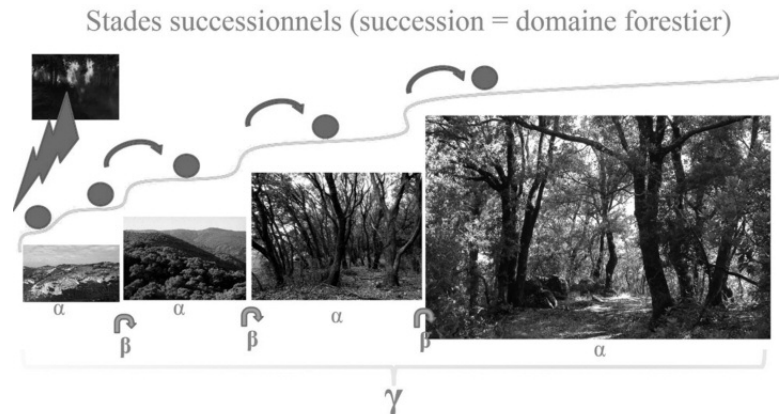 Stades successionnels (succession = domaine forestier)
α
α
α
α
β
β
β
γ